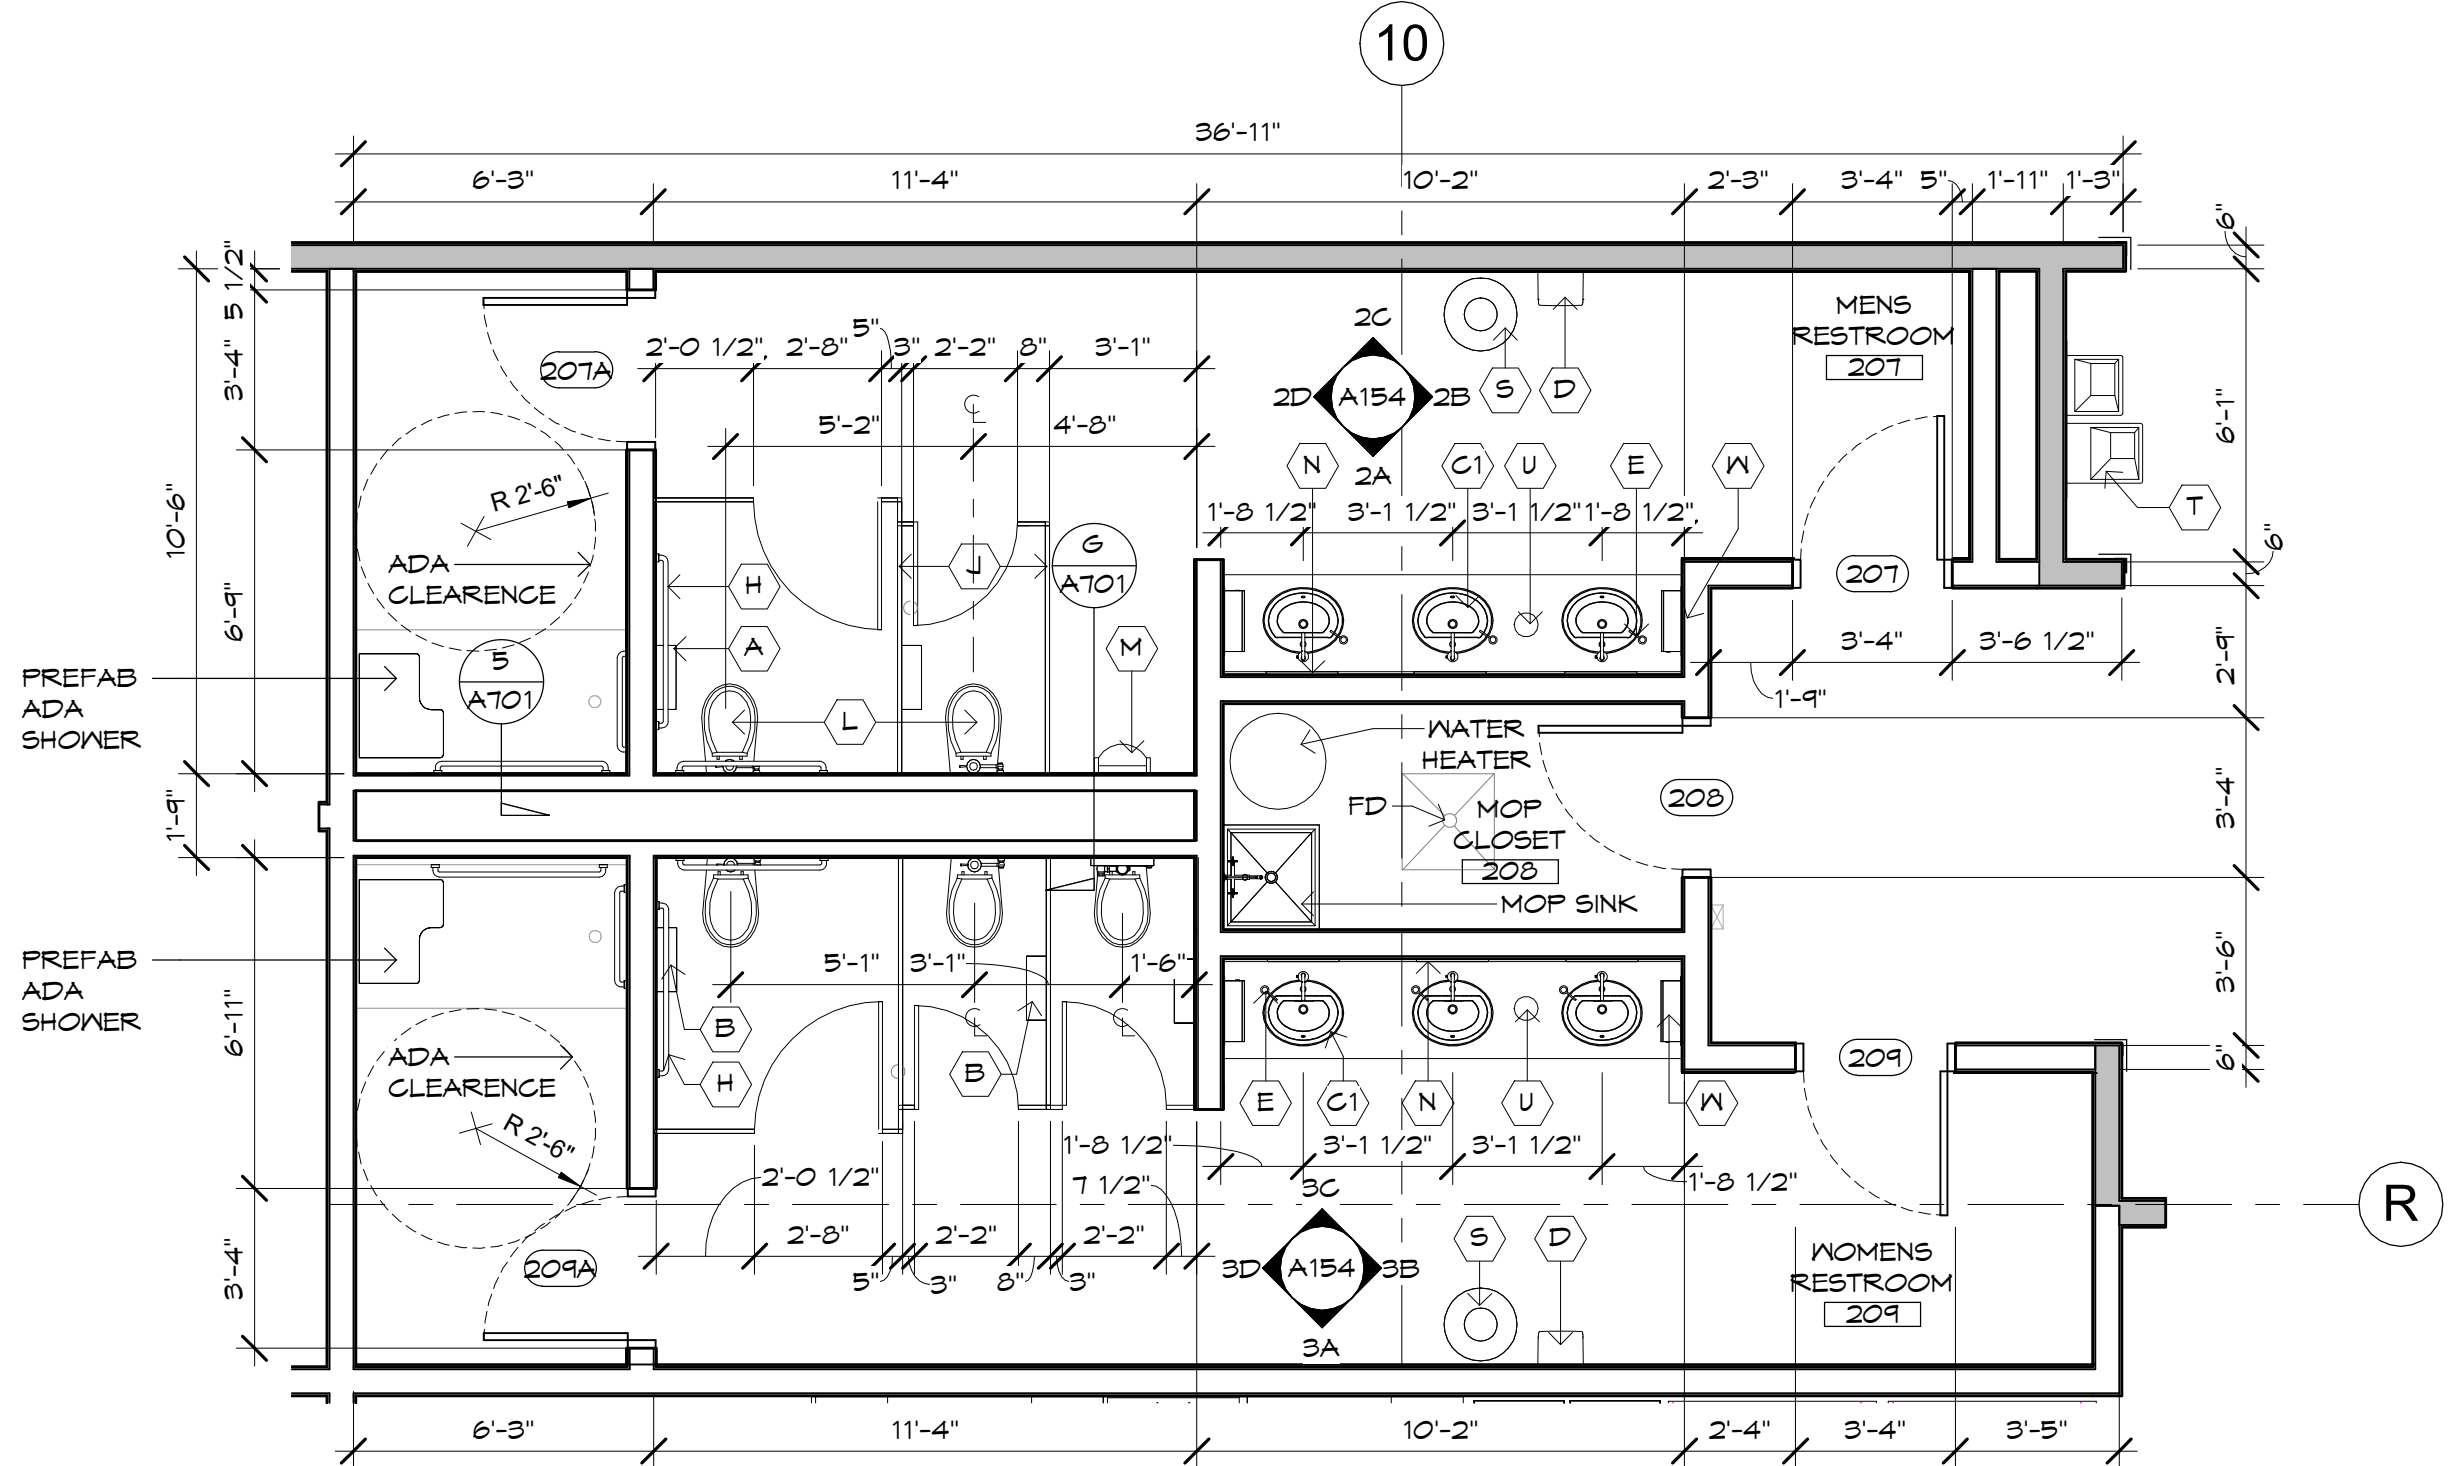 10
36'-11"
6'-3"
11'-4"
10'-2"
2'-3"
3'-4"
5"
1'-11"
1'-3"
6"
5 1/2"
3'-4"
6'-9"
10'-6"
1'-9"
6'-11"
3'-4"
207A
2'-0 1/2"
2'-8"
5"
3"
2'-2"
8"
3'-1"
5'-2"
4'-8"
CL
R 2'-6"
ADA
CLEARENCE
PREFAB
ADA
SHOWER
5
A701
H
A
J
L
M
G
A701
2C
2D
A154
2B
2A
S
D
N
C1
U
E
W
1'-8 1/2"
3'-1 1/2"
3'-1 1/2"
1'-8 1/2"
MENS
RESTROOM
207
207
T
6'-1"
6"
3'-4"
3'-6 1/2"
1'-9"
2'-9"
3'-4"
3'-6"
6"
WATER
HEATER
FD
MOP
CLOSET
208
MOP SINK
208
PREFAB
ADA
SHOWER
ADA
CLEARENCE
R 2'-6"
5'-1"
3'-1"
1'-6"
CL
CL
B
H
B
E
C1
N
U
W
209
1'-8 1/2"
3'-1 1/2"
3'-1 1/2"
1'-8 1/2"
2'-0 1/2"
7 1/2"
2'-8"
2'-2"
2'-2"
5"
3"
8"
3"
209A
3C
3D
A154
3B
3A
S
D
WOMENS
RESTROOM
209
R
6'-3"
11'-4"
10'-2"
2'-4"
3'-4"
3'-5"